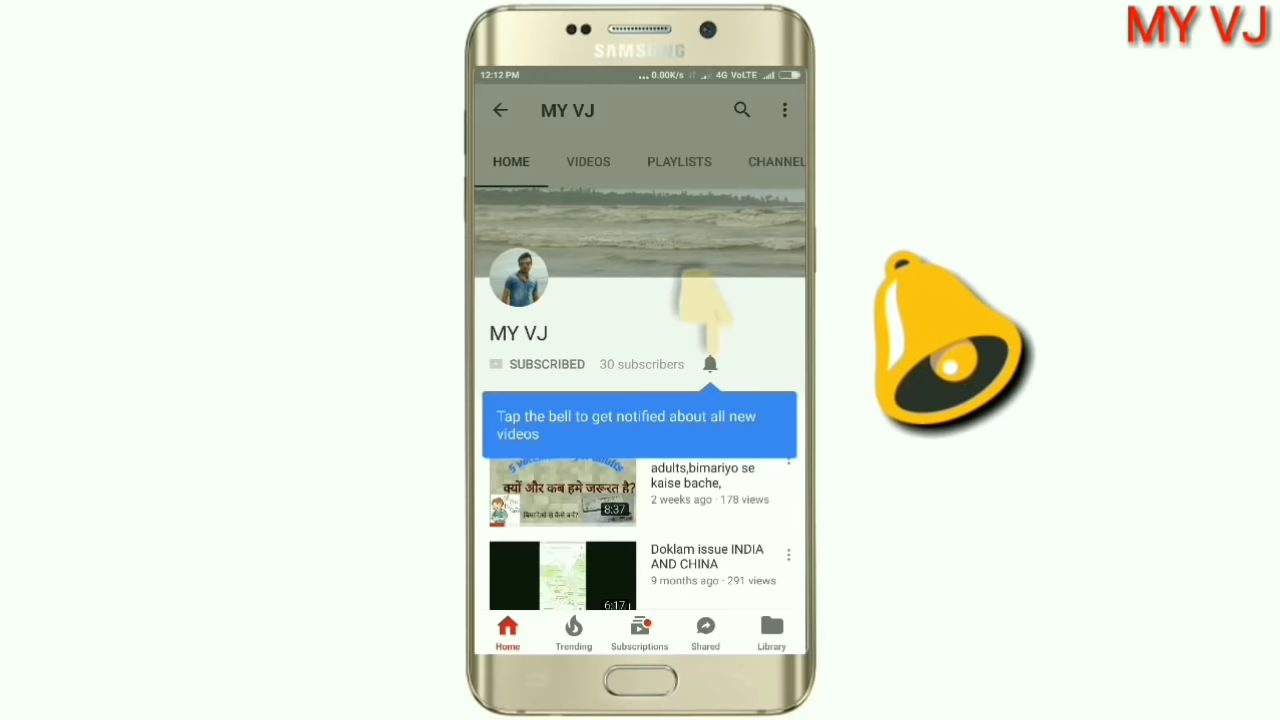 MY VJ
SAMSUNG
12:12 PM ... 0.00K/s 4G VoLTE
MY VJ
HOME VIDEOS PLAYLISTS CHANNEL
MY VJ
SUBSCRIBED 30 subscribers
Tap the bell to get notified about all new
videos
adults,bimariyo se
kaise bache,
2 weeks ago · 178 views
adults
क्यों और कब हमे जरूरत है?
8:37
Doklam issue INDIA
AND CHINA
9 months ago · 291 views
6:17
Home Trending Subscriptions Shared Library